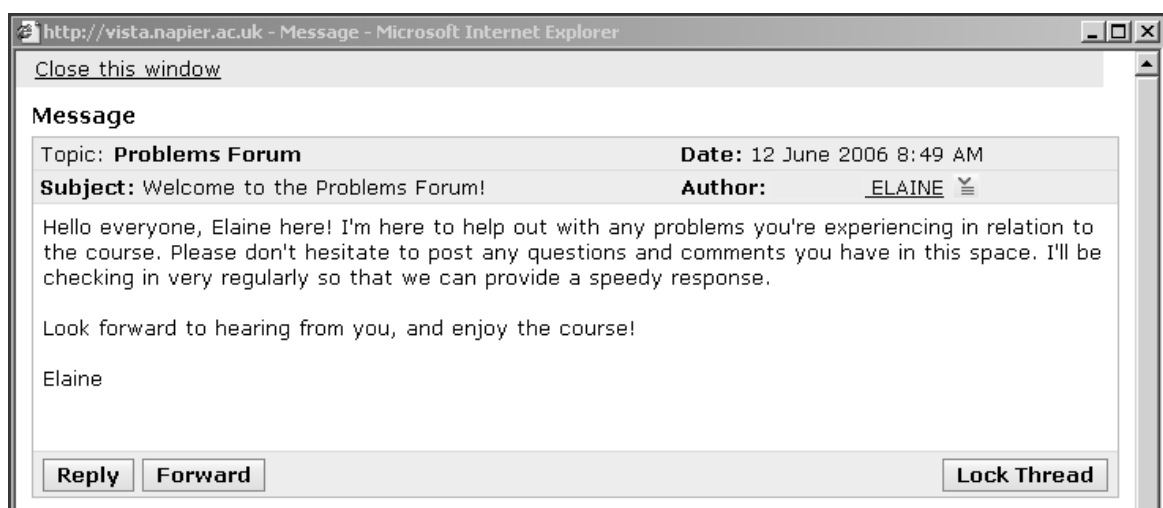 http://vista.napier.ac.uk - Message - Microsoft Internet Explorer
Close this window
Message
Topic: Problems Forum Date: 12 June 2006 8:49 AM
Subject: Welcome to the Problems Forum! Author: ELAINE
Hello everyone, Elaine here! I'm here to help out with any problems you're experiencing in relation to
the course. Please don't hesitate to post any questions and comments you have in this space. I'll be
checking in very regularly so that we can provide a speedy response.
Look forward to hearing from you, and enjoy the course!
Elaine
Reply Forward Lock Thread